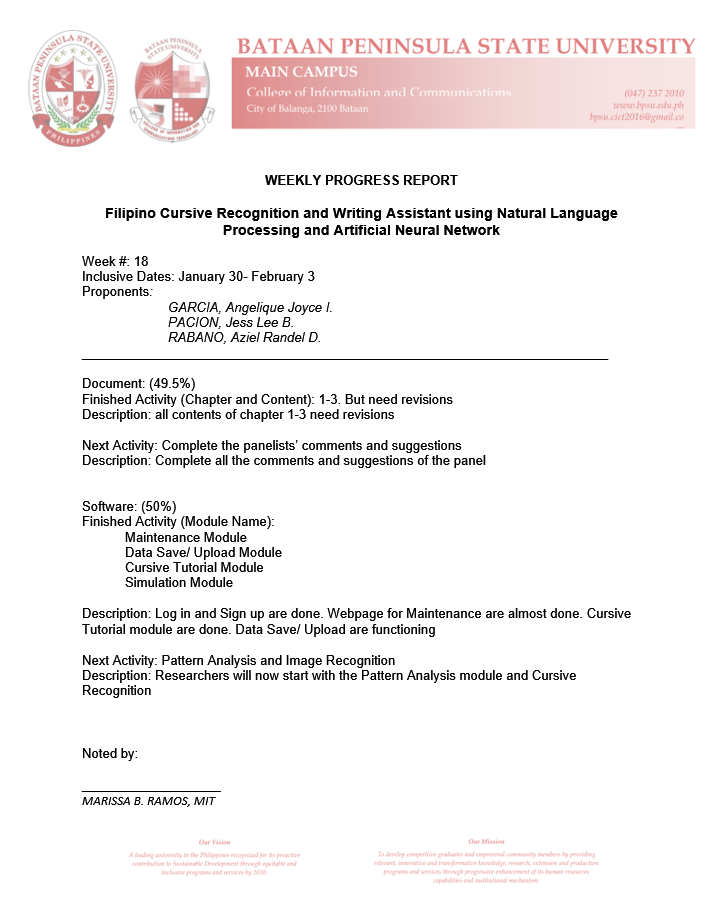 BATAAN PENINSULA STATE UNIVERSITY
PHILIPPINES
BATAAN PENINSULA STATE UNIVERSITY
MAIN CAMPUS
College of Information and Communications
City of Balanga, 2100 Bataan
(047) 237 2010
www.bpsu.edu.ph
bpsu.cict2016@gmail.co
WEEKLY PROGRESS REPORT
Filipino Cursive Recognition and Writing Assistant using Natural Language
Processing and Artificial Neural Network
Week #: 18
Inclusive Dates: January 30- February 3
Proponents:
GARCIA, Angelique Joyce I.
PACION, Jess Lee B.
RABANO, Aziel Randel D.
Document: (49.5%)
Finished Activity (Chapter and Content): 1-3. But need revisions
Description: all contents of chapter 1-3 need revisions
Next Activity: Complete the panelists’ comments and suggestions
Description: Complete all the comments and suggestions of the panel
Software: (50%)
Finished Activity (Module Name):
Maintenance Module
Data Save/ Upload Module
Cursive Tutorial Module
Simulation Module
Description: Log in and Sign up are done. Webpage for Maintenance are almost done. Cursive
Tutorial module are done. Data Save/ Upload are functioning
Next Activity: Pattern Analysis and Image Recognition
Description: Researchers will now start with the Pattern Analysis module and Cursive
Recognition
Noted by:
MARISSA B. RAMOS, MIT
Our Vision
A leading university in the Philippines recognized for its proactive
contribution to Sustainable Development through equitable and
inclusive programs and services by 2030.
Our Mission
To develop competitive graduates and empowered community members by providing
relevant, innovative and transformative knowledge, research, extension and production
programs and services through progressive enhancement of its human resources
capabilities and institutional mechanism.